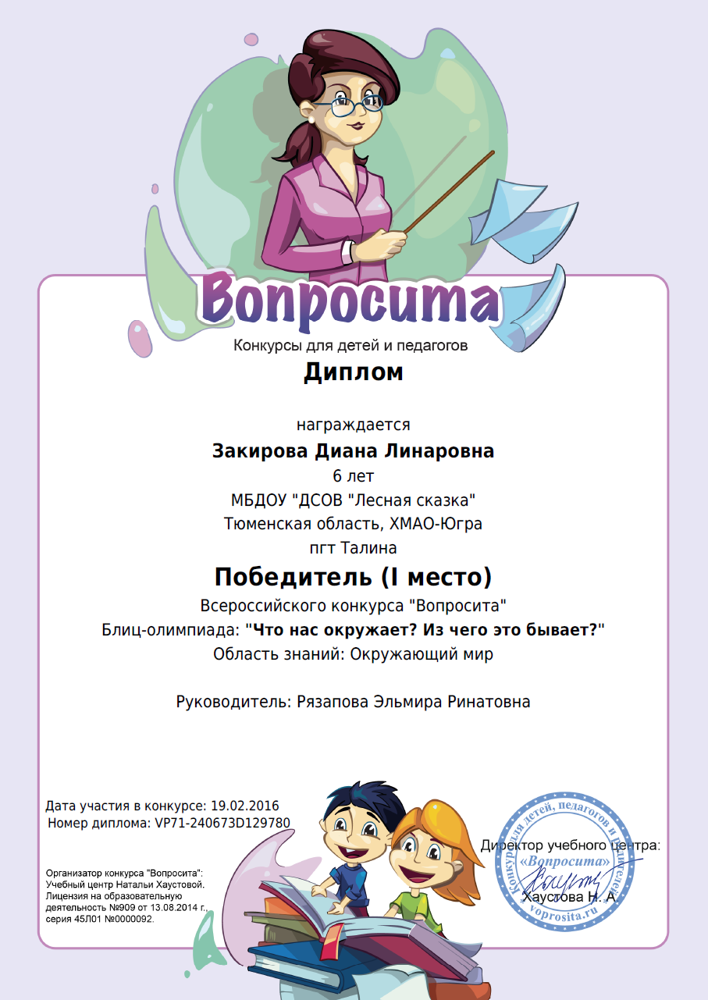 Вопросита
Конкурсы для детей и педагогов
Диплом
награждается
Закирова Диана Линаровна
6 лет
МБДОУ "ДСОВ "Лесная сказка"
Тюменская область, ХМАО-Югра
пгт Талина
Победитель (I место)
Всероссийского конкурса "Вопросита"
Блиц-олимпиада: "Что нас окружает? Из чего это бывает?"
Область знаний: Окружающий мир
Руководитель: Рязапова Эльмира Ринатовна
Дата участия в конкурсе: 19.02.2016
Номер диплома: VP71-240673D129780
Организатор конкурса "Вопросита":
Учебный центр Натальи Хаустовой.
Лицензия на образовательную
деятельность №909 от 13.08.2014 г.,
серия 45Л01 №0000092.
Директор учебного центра:
Хаустова Н. А.
Конкурсы для детей, педагогов и родителей
«Вопросита»
voprosita.ru